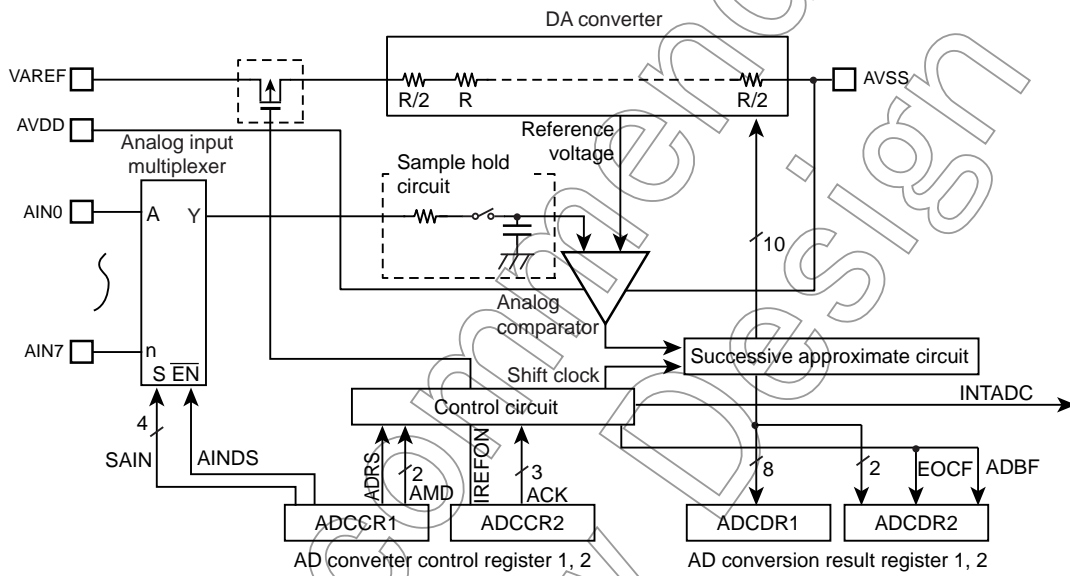 DA converter
VAREF
R/2
R
R/2
AVSS
AVDD
Analog input
multiplexer
Reference
voltage
Sample hold
circuit
AIN0
A
Y
10
Analog
comparator
AIN7
n
S EN
Successive approximate circuit
Shift clock
INTADC
Control circuit
4
SAIN
AINDS
ADRS
2
AMD
IREFON
3
ACK
8
2
EOCF
ADBF
ADCCR1
ADCCR2
ADCDR1
ADCDR2
AD converter control register 1, 2
AD conversion result register 1, 2
Design